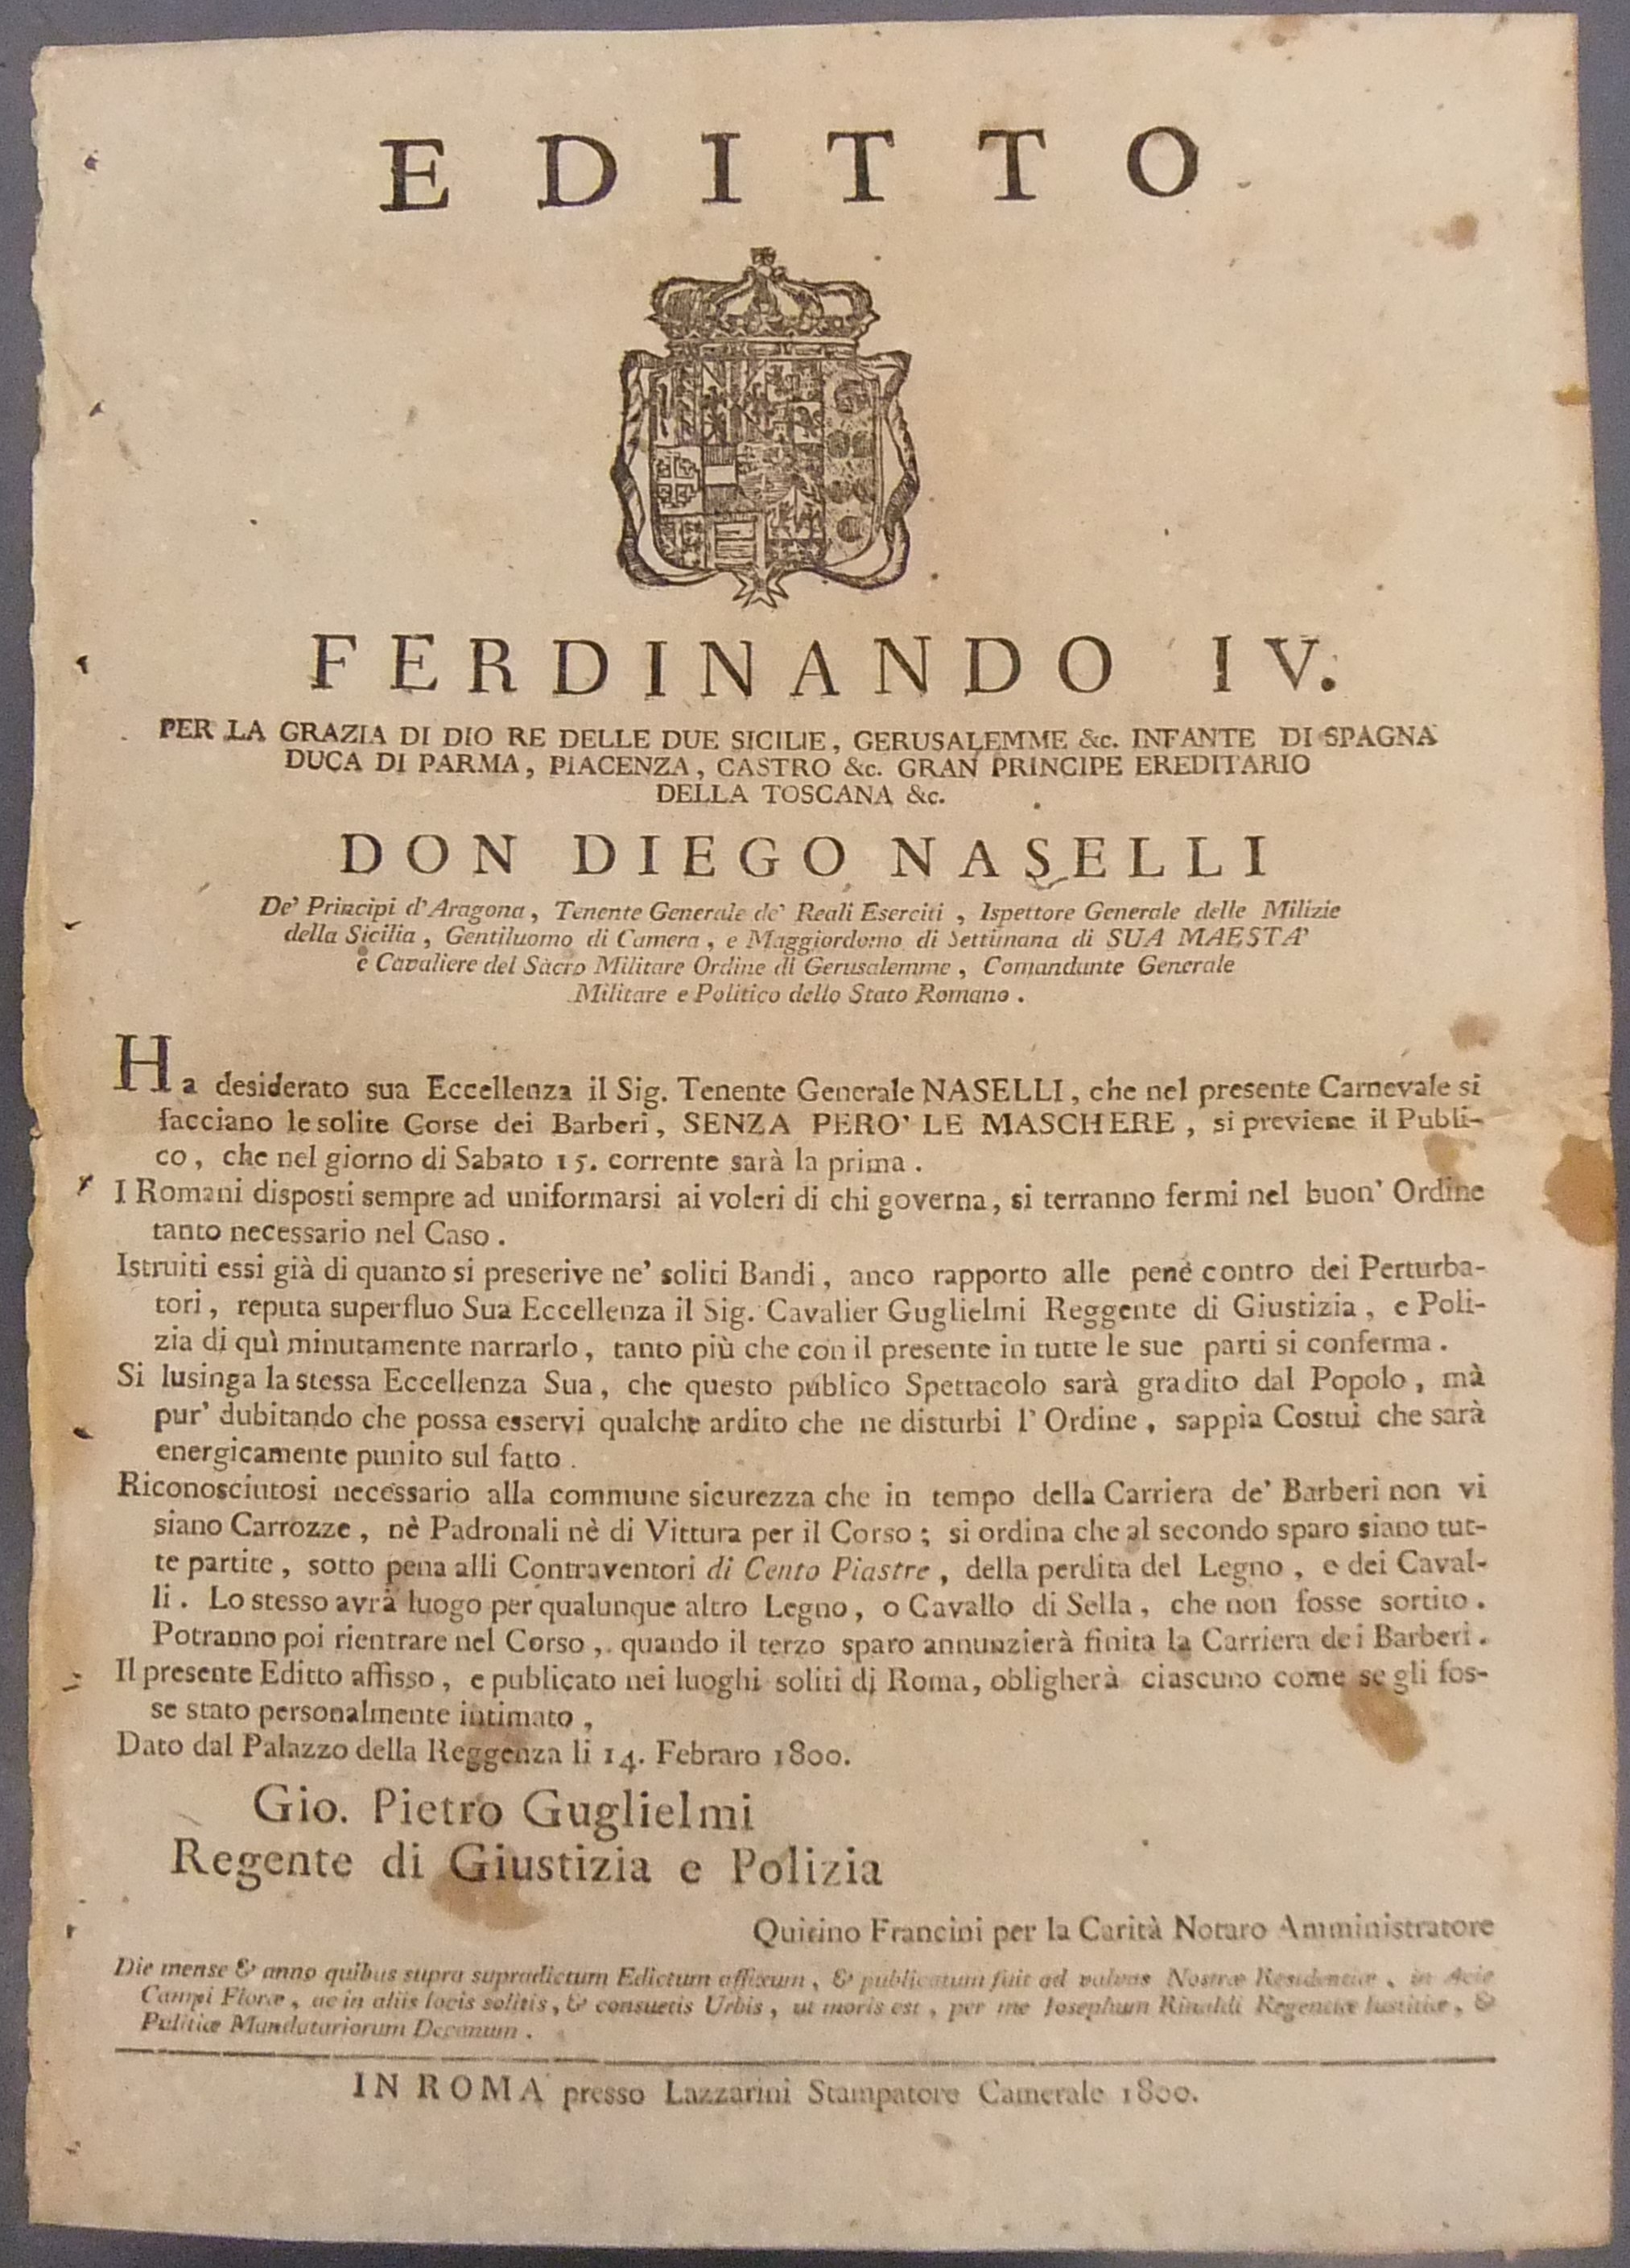 EDITTO
FERDINANDO IV.
PER LA GRAZIA DI DIO RE DELLE DUE SICILIE, GERUSALEMME &c. INFANTE DI SPAGNA
DUCA DI PARMA, PIACENZA, CASTRO &c. GRAN PRINCIPE EREDITARIO
DELLA TOSCANA &c.
DON DIEGO NASELLI
De' Principi d'Aragona, Tenente Generale de' Reali Eserciti, Ispettore Generale delle Milizie
della Sicilia, Gentiluomo di Camera, e Maggiordomo di Settimana di SUA MAESTA'
e Cavaliere del Sacro Militare Ordine di Gerusalemme, Comandante Generale
Militare e Politico dello Stato Romano.
Ha desiderato sua Eccellenza il Sig. Tenente Generale NASELLI, che nel presente Carnevale si
facciano le solite Corse dei Barberi, SENZA PERO' LE MASCHERE, si previene il Publi-
co, che nel giorno di Sabato 15. corrente sarà la prima.
I Romani disposti sempre ad uniformarsi ai voleri di chi governa, si terranno fermi nel buon' Ordine
tanto necessario nel Caso.
Istruiti essi già di quanto si preserive ne' soliti Bandi, anco rapporto alle pene contro dei Perturba-
tori, reputa superfluo Sua Eccellenza il Sig. Cavalier Guglielmi Reggente di Giustizia, e Poli-
zia di quì minutamente narrarlo, tanto più che con il presente in tutte le sue parti si conferma.
Si lusinga la stessa Eccellenza Sua, che questo publico Spettacolo sarà gradito dal Popolo, mà
pur' dubitando che possa esservi qualche ardito che ne disturbi l' Ordine, sappia Costui che sarà
energicamente punito sul fatto.
Riconosciutosi necessario alla commune sicurezza che in tempo della Carriera de' Barberi non vi
siano Carrozze, nè Padronali nè di Vittura per il Corso; si ordina che al secondo sparo siano tut-
te partite, sotto pena alli Contraventori di Cento Piastre, della perdita del Legno, e dei Caval-
li. Lo stesso avrà luogo per qualunque altro Legno, o Cavallo di Sella, che non fosse sortito.
Potranno poi rientrare nel Corso, quando il terzo sparo annunzierà finita la Carriera dei Barberi.
Il presente Editto affisso, e publicato nei luoghi soliti di Roma, obligherà ciascuno come se gli fos-
se stato personalmente intimato,
Dato dal Palazzo della Reggenza li 14. Febraro 1800.
Gio. Pietro Guglielmi
Regente di Giustizia e Polizia
Quirino Francini per la Carità Notaro Amministratore
Die mense & anno quibus supra supradictum Edictum affixum, & publicatum fuit ad valvas Nostræ Residentiæ, in Acie
Campi Floræ, ac in aliis locis solitis, & consuetis Urbis, ut moris est, per me Iosephum Rinaldi Regentiæ Iustitiæ, &
Politiæ Mandatariorum Decanum.
IN ROMA presso Lazzarini Stampatore Camerale 1800.